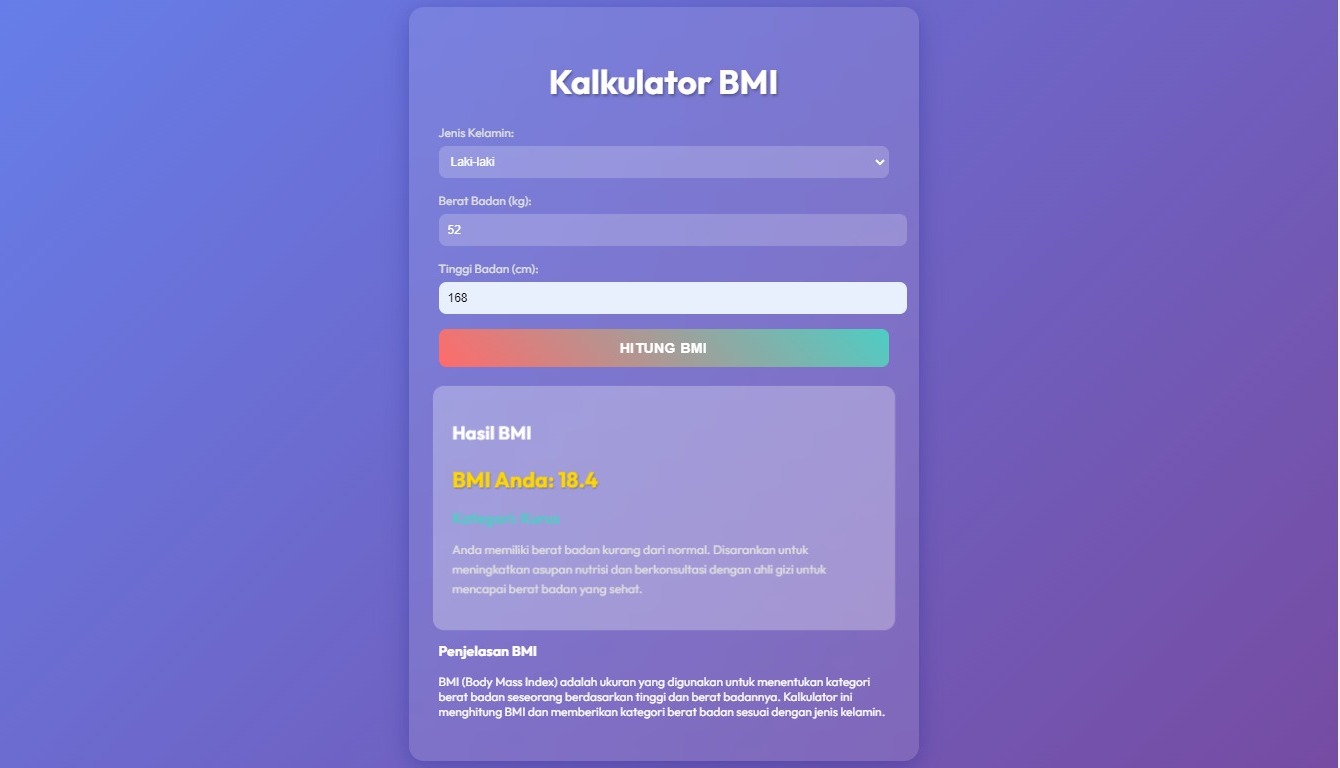 Kalkulator BMI
Jenis Kelamin:
Laki-laki
Berat Badan (kg):
52
Tinggi Badan (cm):
168
HITUNG BMI
Hasil BMI
BMI Anda: 18.4
Kategori: Kurus
Anda memiliki berat badan kurang dari normal. Disarankan untuk
meningkatkan asupan nutrisi dan berkonsultasi dengan ahli gizi untuk
mencapai berat badan yang sehat.
Penjelasan BMI
BMI (Body Mass Index) adalah ukuran yang digunakan untuk menentukan kategori
berat badan seseorang berdasarkan tinggi dan berat badannya. Kalkulator ini
menghitung BMI dan memberikan kategori berat badan sesuai dengan jenis kelamin.